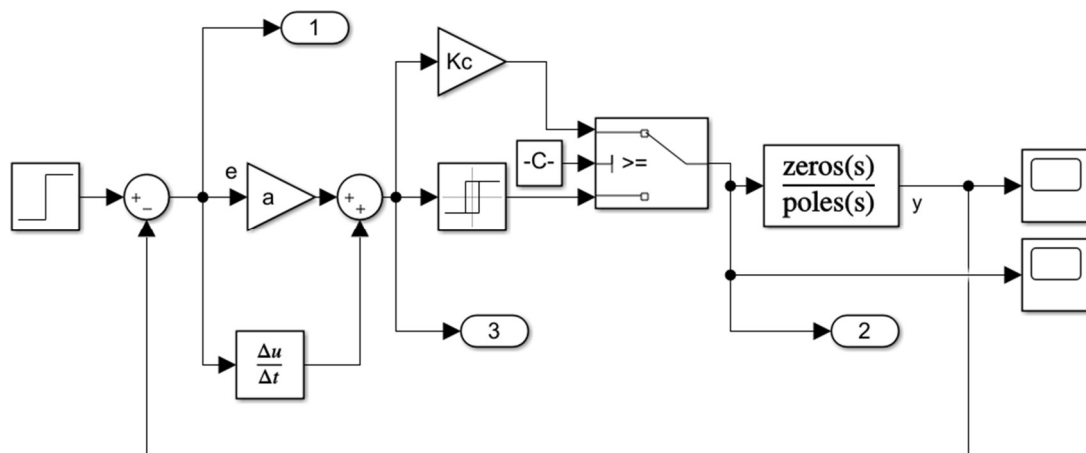 1
Kc
-C-
>=
zeros(s)
poles(s)
+
−
e
a
+
+
y
3
2
Δu
Δt